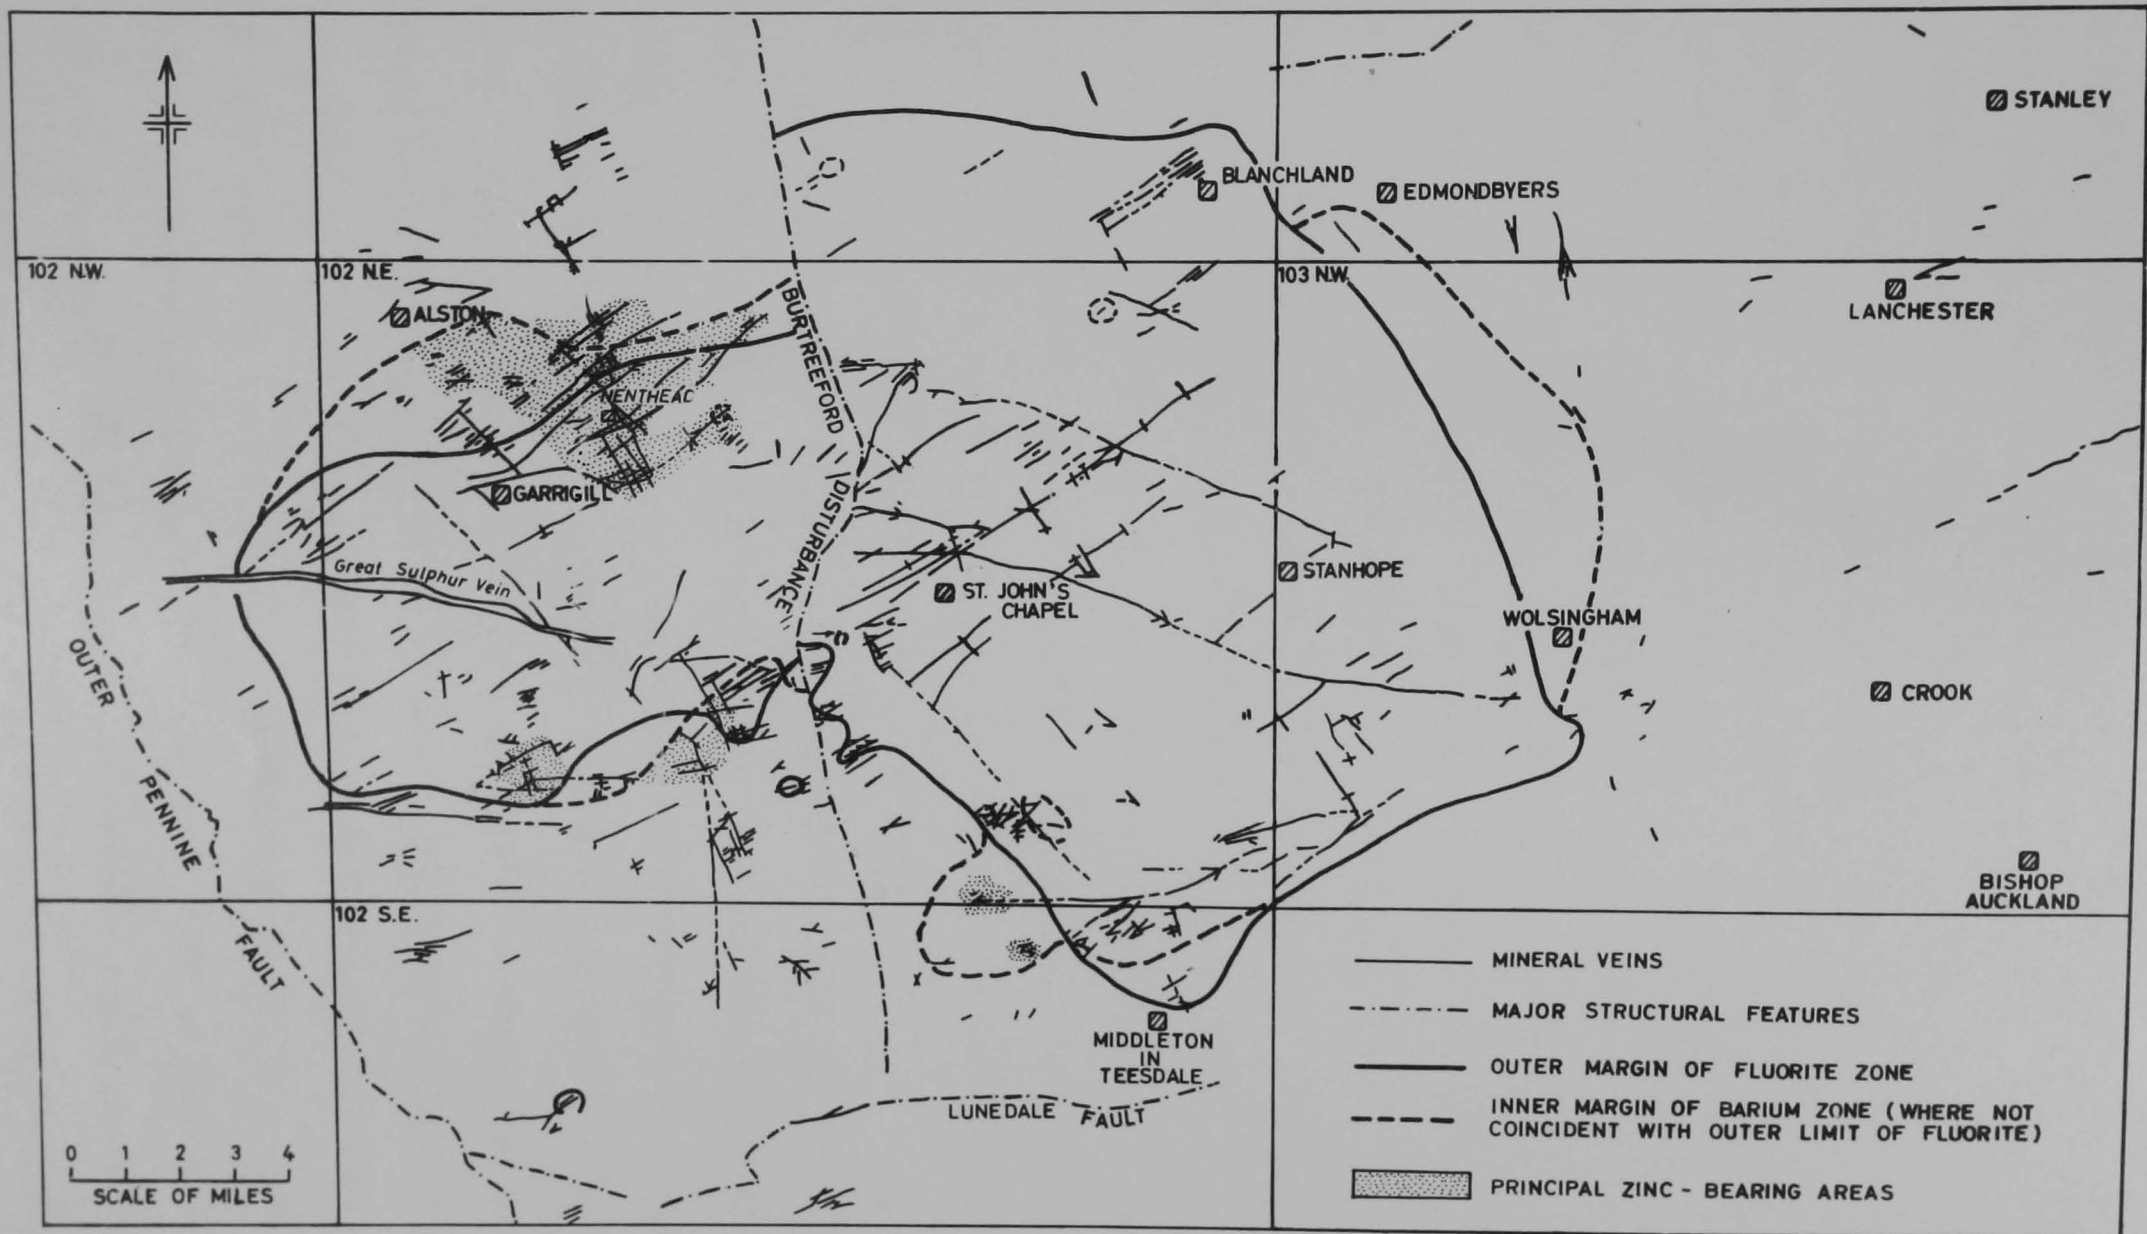 STANLEY
BLANCHLAND
EDMONDBYERS
102 N.W.
102 N.E.
103 N.W.
ALSTON
LANCHESTER
BURTREEFORD
DISTURBANCE
NENTHEAD
GARRIGILL
Great Sulphur Vein
STANHOPE
ST. JOHN'S
CHAPEL
WOLSINGHAM
OUTER
PENNINE
FAULT
CROOK
BISHOP
AUCKLAND
102 S.E.
MIDDLETON
IN
TEESDALE
LUNEDALE FAULT
MINERAL VEINS
MAJOR STRUCTURAL FEATURES
OUTER MARGIN OF FLUORITE ZONE
INNER MARGIN OF BARIUM ZONE (WHERE NOT
COINCIDENT WITH OUTER LIMIT OF FLUORITE)
PRINCIPAL ZINC - BEARING AREAS
0 1 2 3 4
SCALE OF MILES